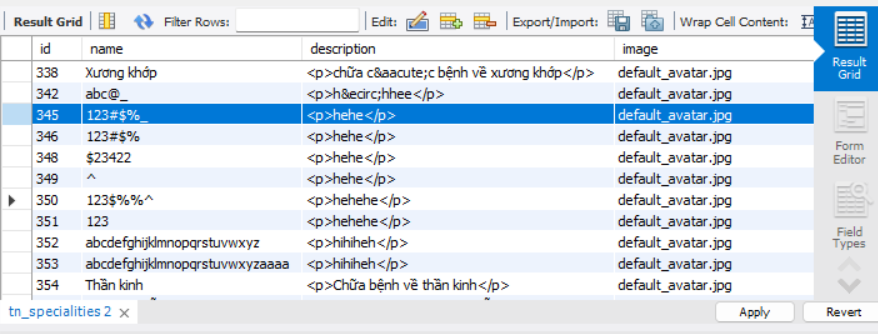 Result Grid Filter Rows: Edit: Export/Import: Wrap Cell Content:
id name description image
338 Xương khớp <p>chữa c&aacute;c bệnh về xương khớp</p> default_avatar.jpg
342 abc@_ <p>h&ecirc;hhee</p> default_avatar.jpg
345 123#$%_ <p>hehe</p> default_avatar.jpg
346 123#$% <p>hehe</p> default_avatar.jpg
348 $23422 <p>hehe</p> default_avatar.jpg
349 ^ <p>hehe</p> default_avatar.jpg
350 123$%%^ <p>hehehe</p> default_avatar.jpg
351 123 <p>hehehe</p> default_avatar.jpg
352 abcdefghijklmnopqrstuvwxyz <p>hihiheh</p> default_avatar.jpg
353 abcdefghijklmnopqrstuvwxyzaaaa <p>hihiheh</p> default_avatar.jpg
354 Thần kinh <p>Chữa bệnh về thần kinh</p> default_avatar.jpg
tn_specialities 2 Apply Revert
Result
Grid
Form
Editor
Field
Types